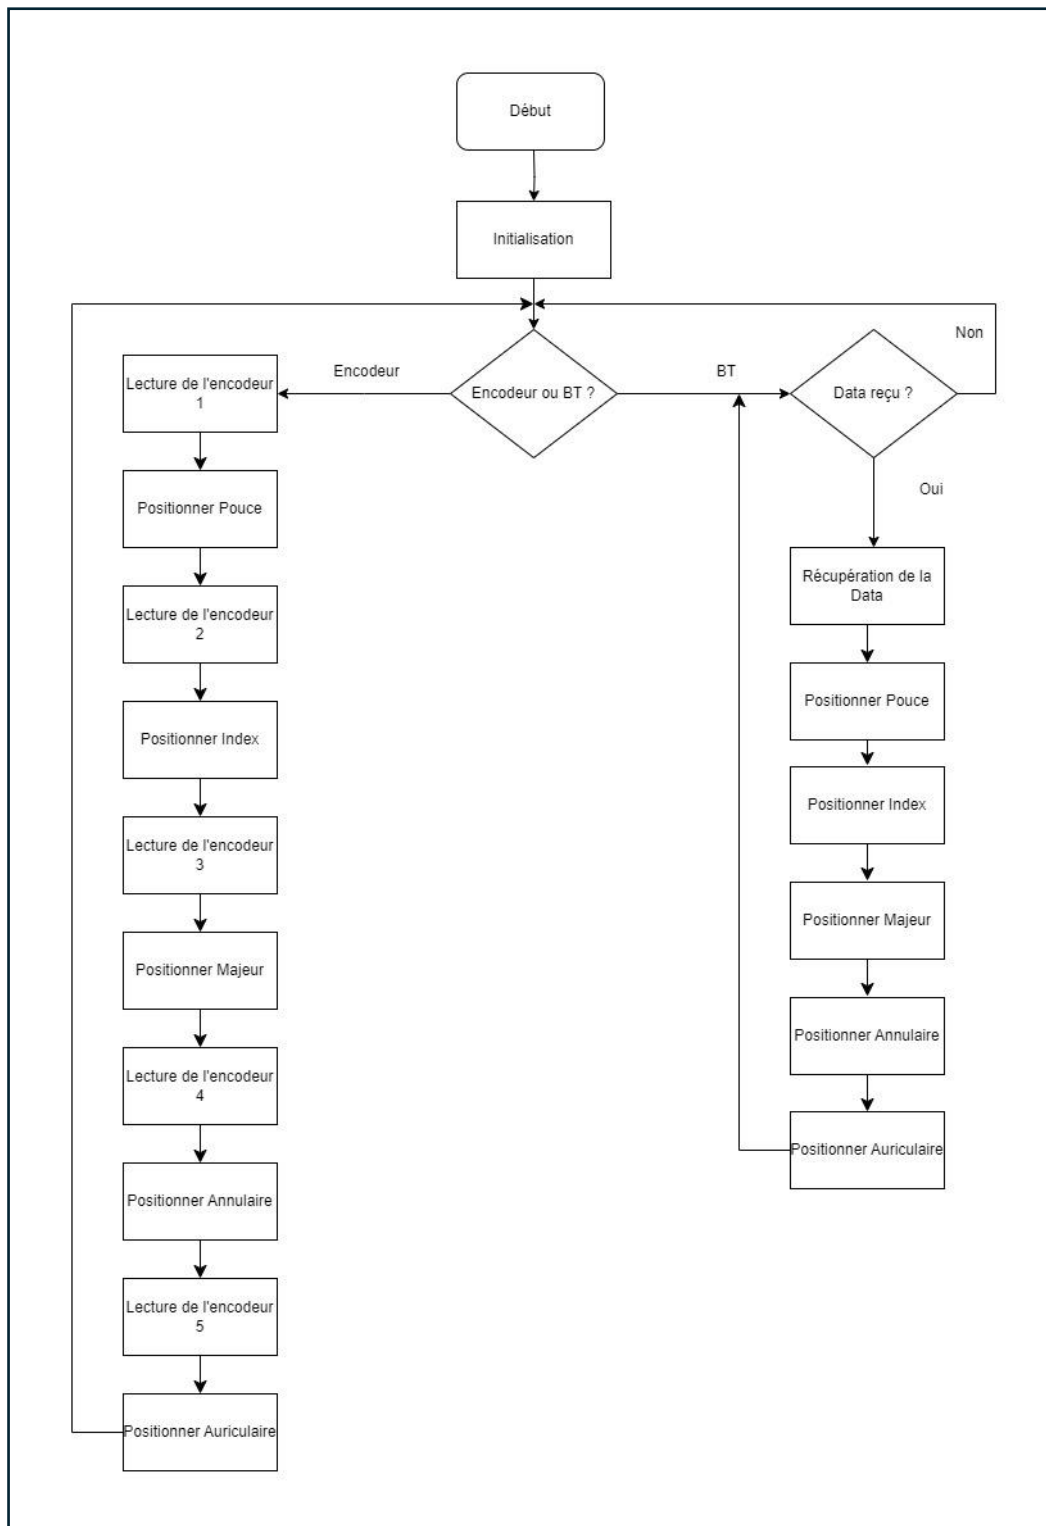 Début
Initialisation
Non
Encodeur
BT
Lecture de l'encodeur
1
Encodeur ou BT ?
Data reçu ?
Oui
Positionner Pouce
Lecture de l'encodeur
2
Positionner Index
Lecture de l'encodeur
3
Positionner Majeur
Lecture de l'encodeur
4
Positionner Annulaire
Lecture de l'encodeur
5
Positionner Auriculaire
Récupération de la
Data
Positionner Pouce
Positionner Index
Positionner Majeur
Positionner Annulaire
Positionner Auriculaire